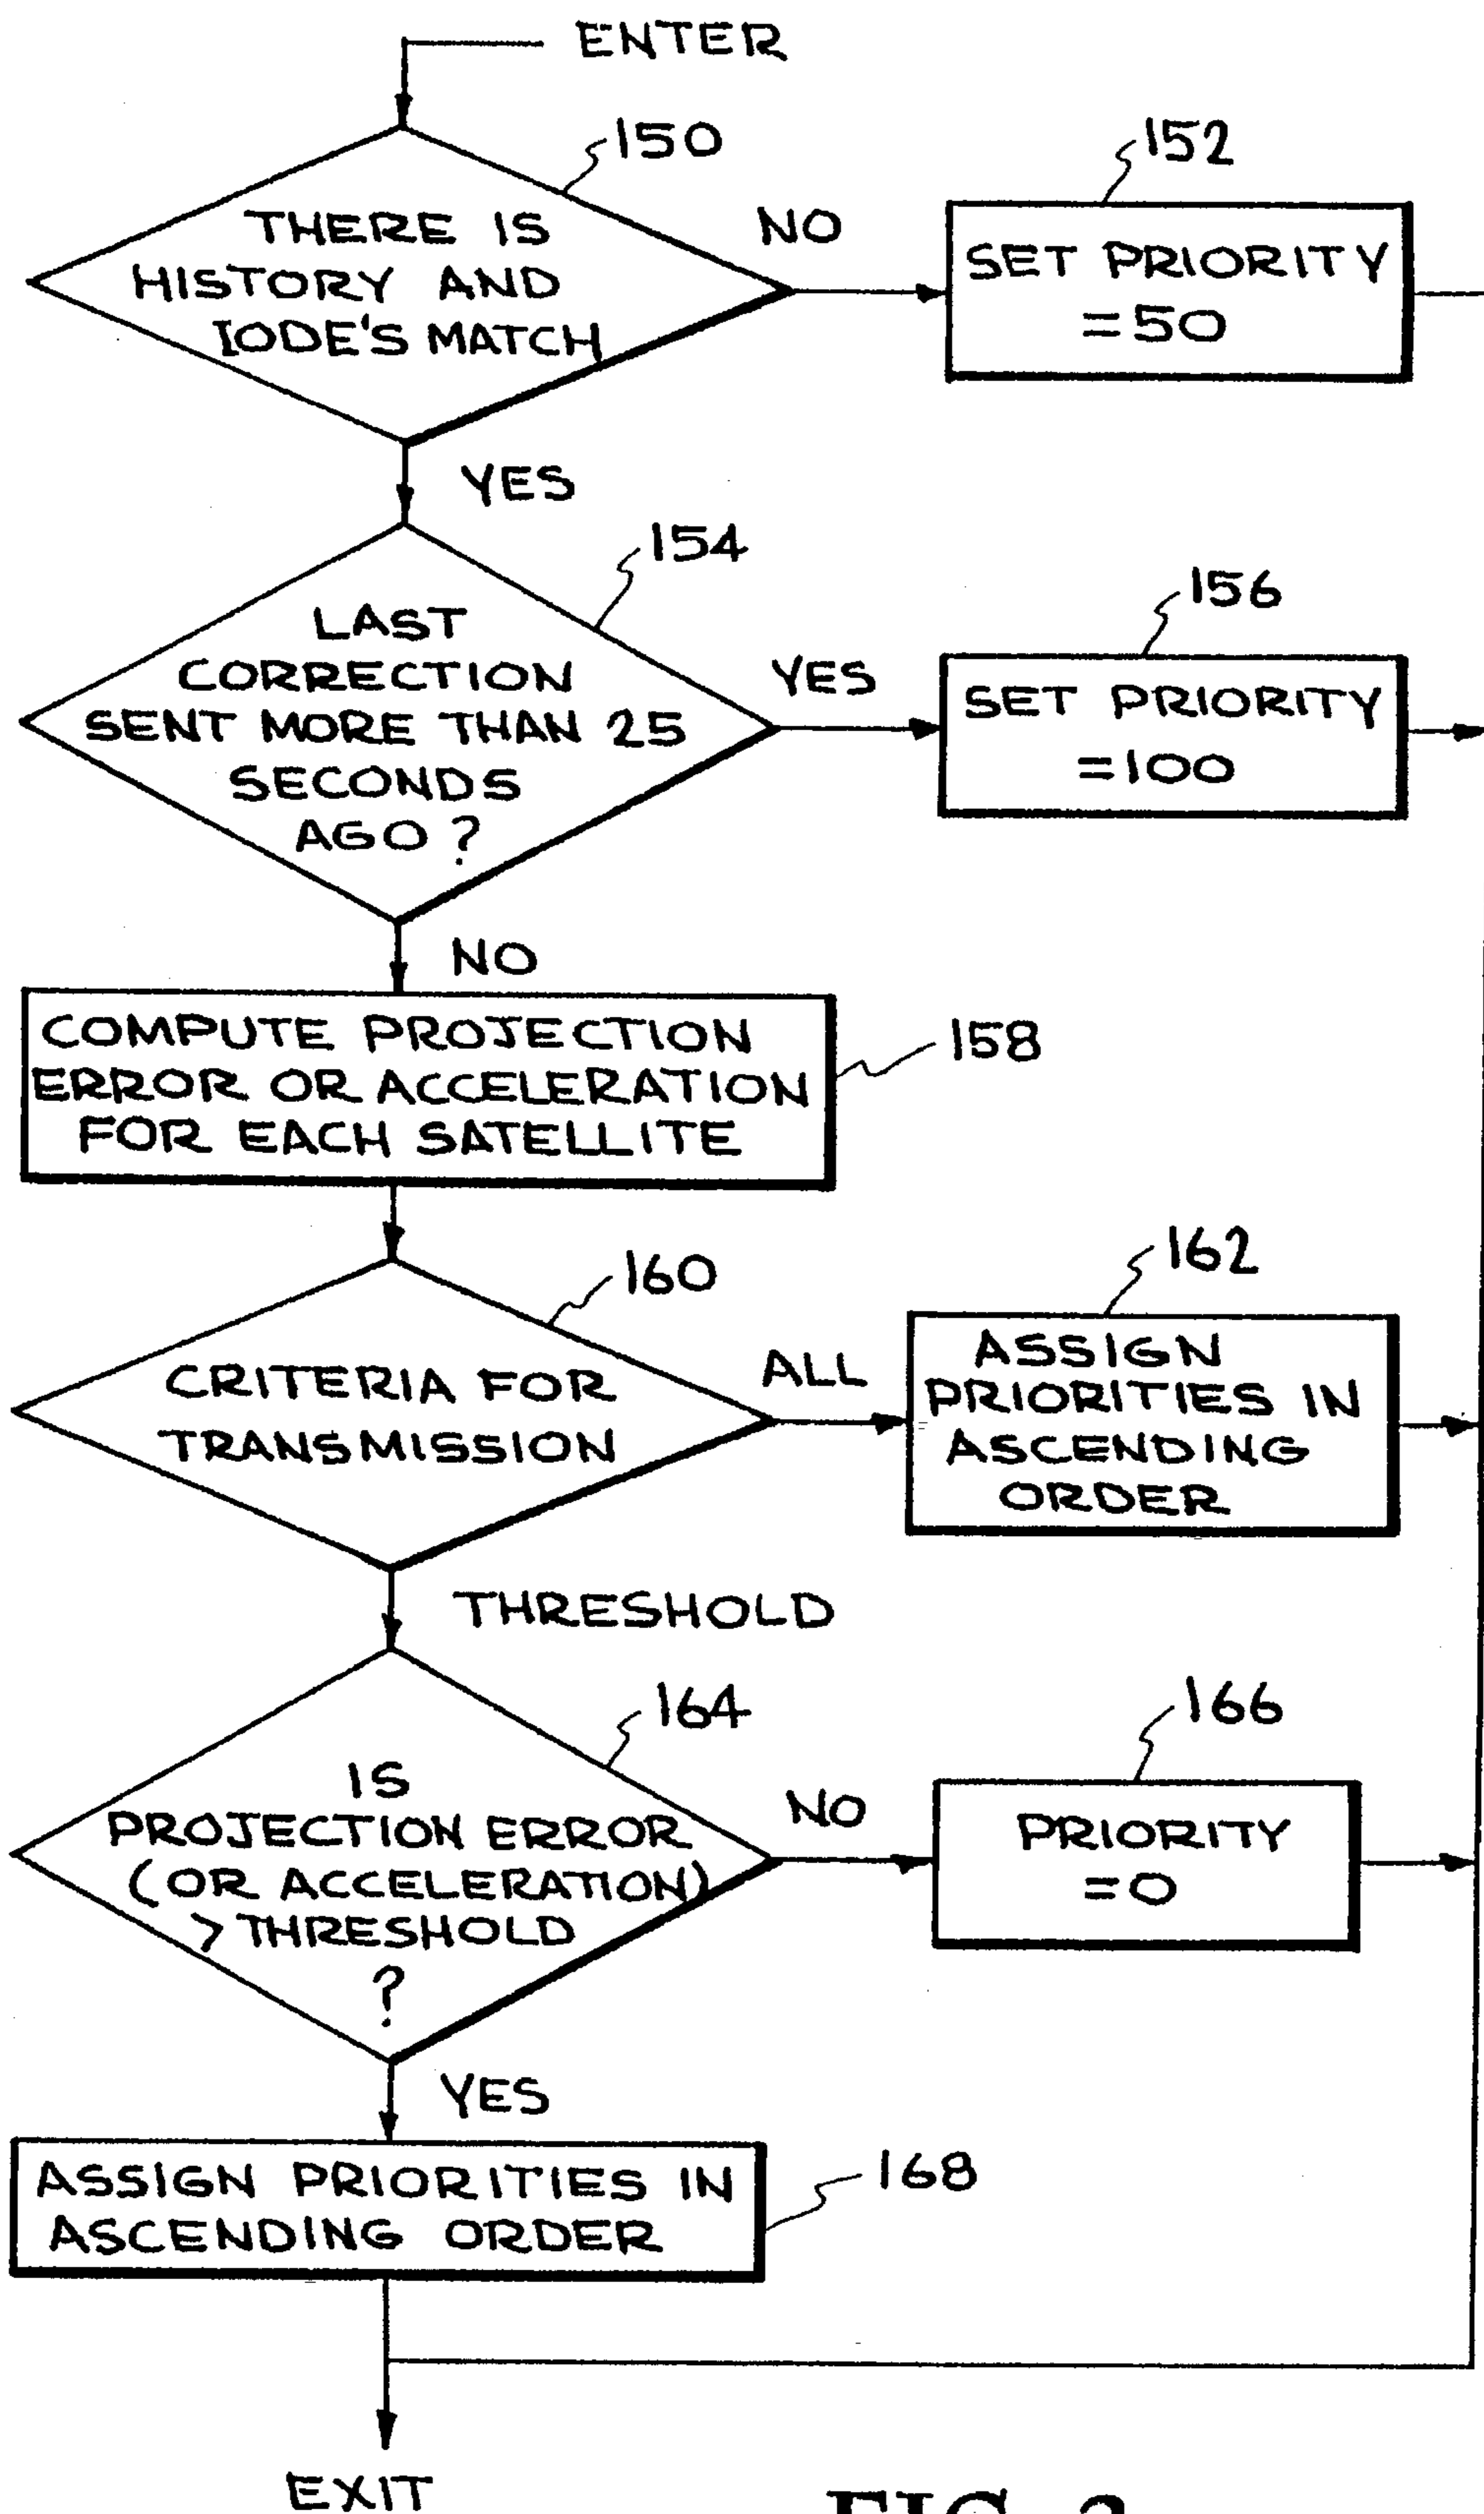 ENTER
150
THERE IS
HISTORY AND
IODE'S MATCH
NO
152
SET PRIORITY
=50
YES
154
LAST
CORRECTION
SENT MORE THAN 25
SECONDS
AGO?
YES
156
SET PRIORITY
=100
NO
COMPUTE PROJECTION
ERROR OR ACCELERATION
FOR EACH SATELLITE
158
160
CRITERIA FOR
TRANSMISSION
ALL
162
ASSIGN
PRIORITIES IN
ASCENDING
ORDER
THRESHOLD
164
IS
PROJECTION ERROR
(OR ACCELERATION)
> THRESHOLD
?
NO
166
PRIORITY
=0
YES
ASSIGN PRIORITIES IN
ASCENDING ORDER
168
EXIT
FIG.